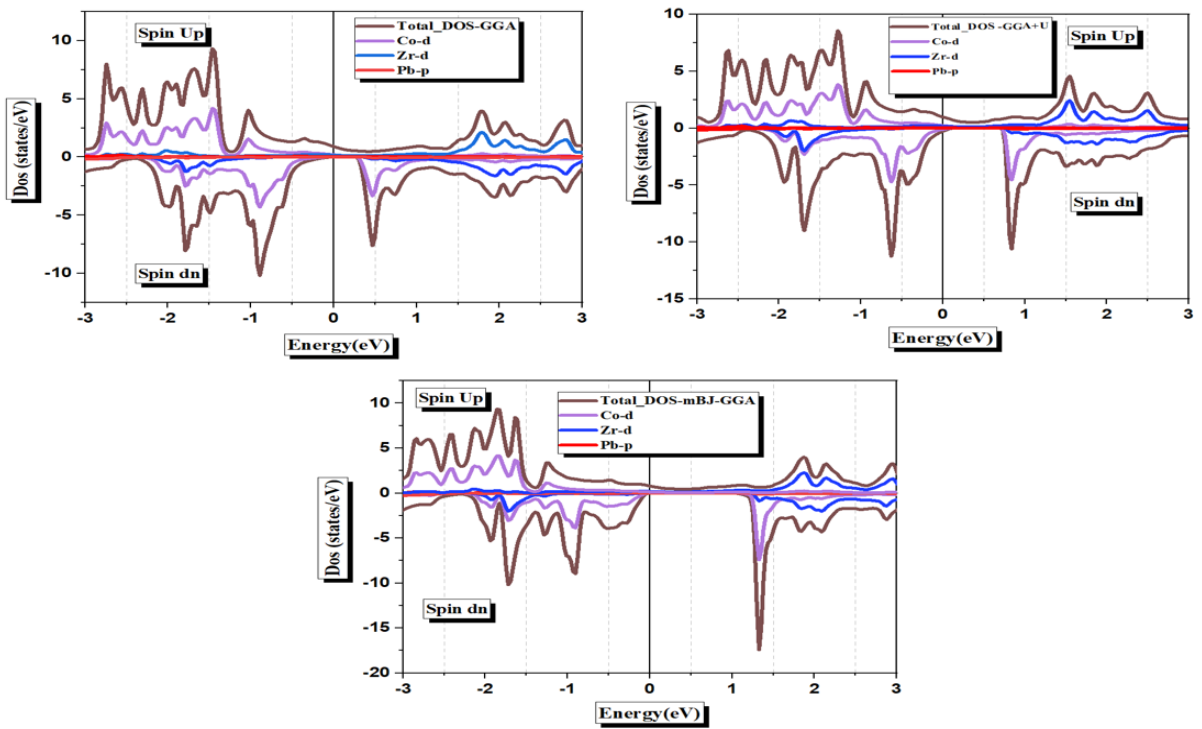 10
5
0
-5
-10
Dos (states/eV)
Spin Up
Total_DOS-GGA
Co-d
Zr-d
Pb-p
Spin dn
-3 -2 -1 0 1 2 3
Energy(eV)
10
5
0
-5
-10
-15
Dos (states/eV)
Total_DOS -GGA+U
Co-d
Zr-d
Pb-p
Spin Up
Spin dn
-3 -2 -1 0 1 2 3
Energy(eV)
10
5
0
-5
-10
-15
-20
Dos (states/eV)
Spin Up
Total_DOS-mBJ-GGA
Co-d
Zr-d
Pb-p
Spin dn
-3 -2 -1 0 1 2 3
Energy(eV)